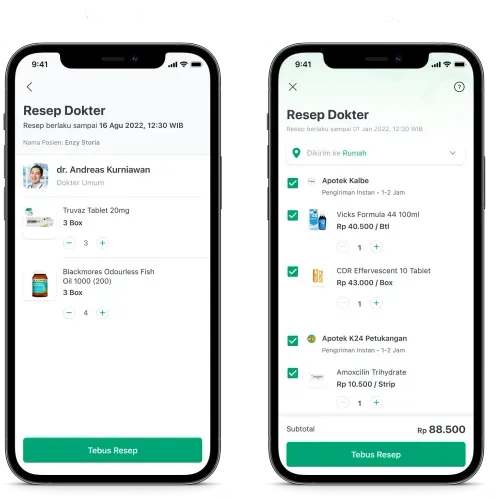 9:41
Resep Dokter
Resep berlaku sampai 16 Agu 2022, 12:30 WIB
Nama Pasien: Enzy Storia
dr. Andreas Kurniawan
Dokter Umum
Truvaz Tablet 20mg
3 Box
3
Blackmores Odourless Fish
Oil 1000 (200)
3 Box
4
Tebus Resep
9:41
Resep Dokter
Resep berlaku sampai 01 Jan 2022, 12:30 WIB
Dikirim ke Rumah
Apotek Kalbe
Pengiriman Instan • 1-2 Jam
Vicks Formula 44 100ml
Rp 40.500 / Btl
1
CDR Effervescent 10 Tablet
Rp 43.000 / Box
1
Apotek K24 Petukangan
Pengiriman Instan • 1-2 Jam
Amoxcilin Trihydrate
Rp 10.500 / Strip
1
Subtotal
Rp 88.500
Tebus Resep